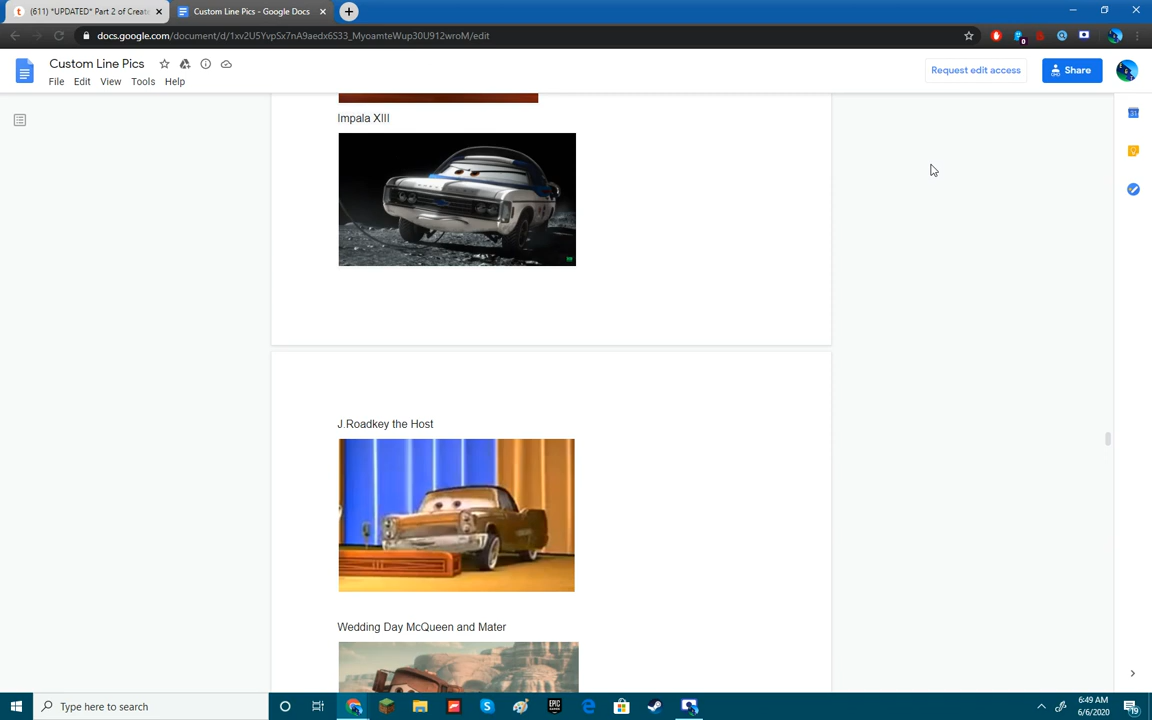 (611) *UPDATED* Part 2 of Create
Custom Line Pics - Google Docs
docs.google.com/document/d/1xv2U5YvpSx7nA9aedx6S33_MyoamteWup30U912wroM/edit
Custom Line Pics
File Edit View Tools Help
Request edit access
Share
Impala XIII
J.Roadkey the Host
Wedding Day McQueen and Mater
Type here to search
6:49 AM
6/6/2020